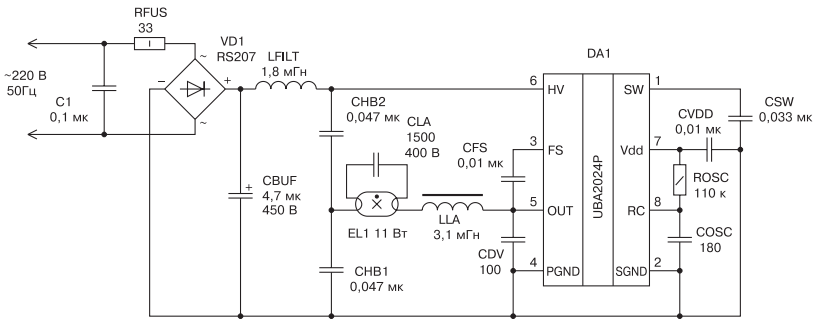 RFUS
33
VD1
RS207
LFILT
1,8 мГн
DA1
~220 В
50Гц
C1
0,1 мк
~
−
+
~
CHB2
0,047 мк
CLA
1500
400 В
CFS
0,01 мк
6
HV
SW
1
CVDD
0,01 мк
CSW
0,033 мк
3
FS
Vdd
7
UBA2024P
ROSC
110 к
+
CBUF
4,7 мк
450 В
EL1 11 Вт
LLA
3,1 мГн
5
OUT
RC
8
CDV
100
COSC
180
CHB1
0,047 мк
4
PGND
SGND
2